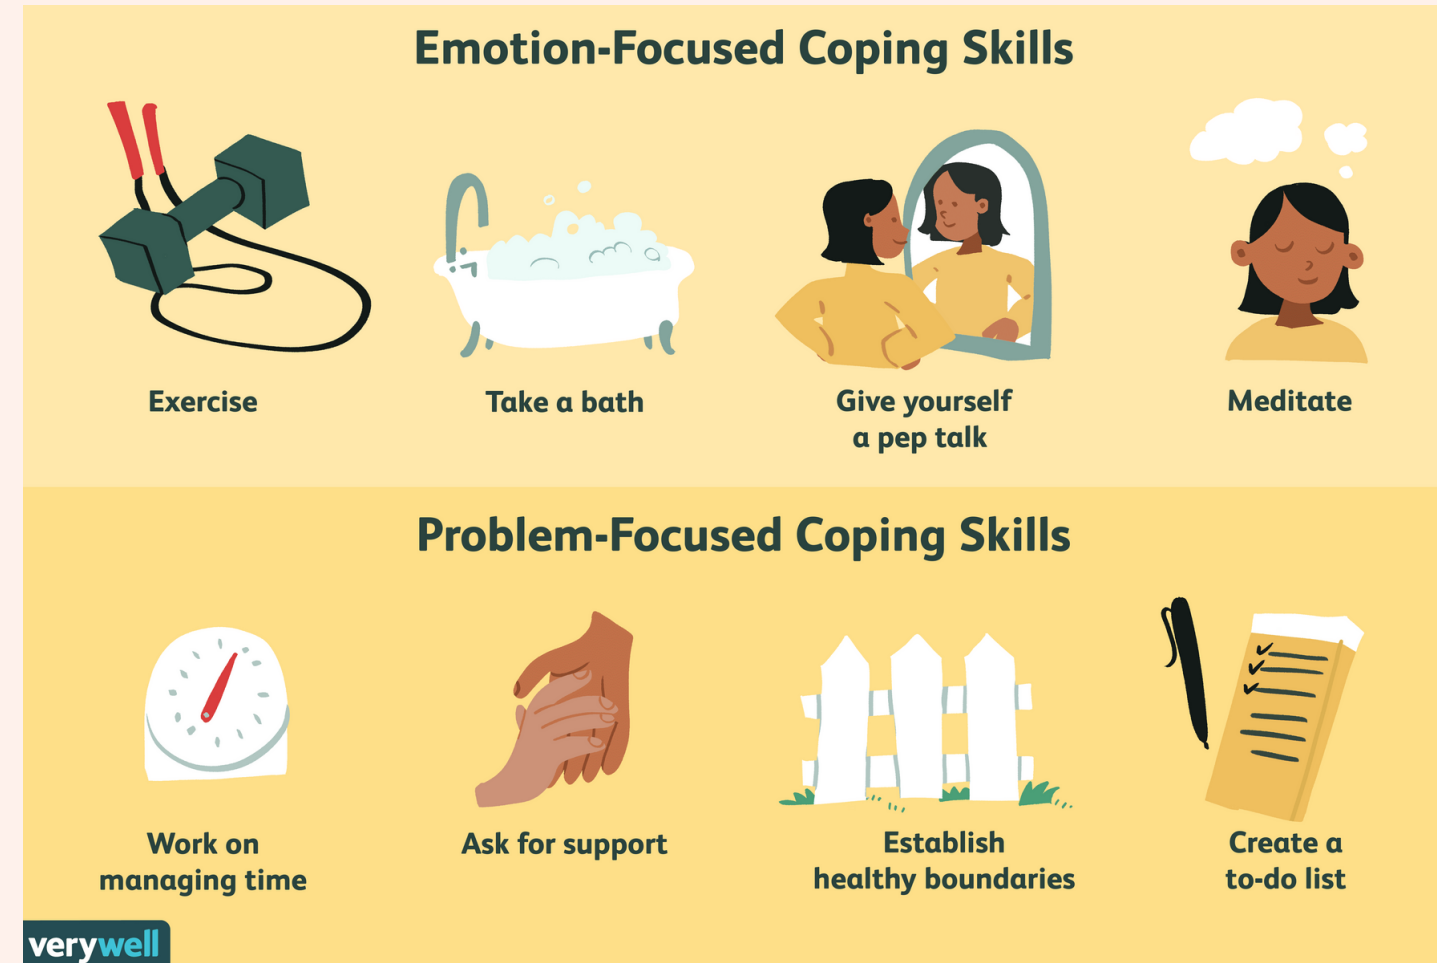 Emotion-Focused Coping Skills
Exercise
Take a bath
Give yourself
a pep talk
Meditate
Problem-Focused Coping Skills
Work on
managing time
Ask for support
Establish
healthy boundaries
Create a
to-do list
verywell